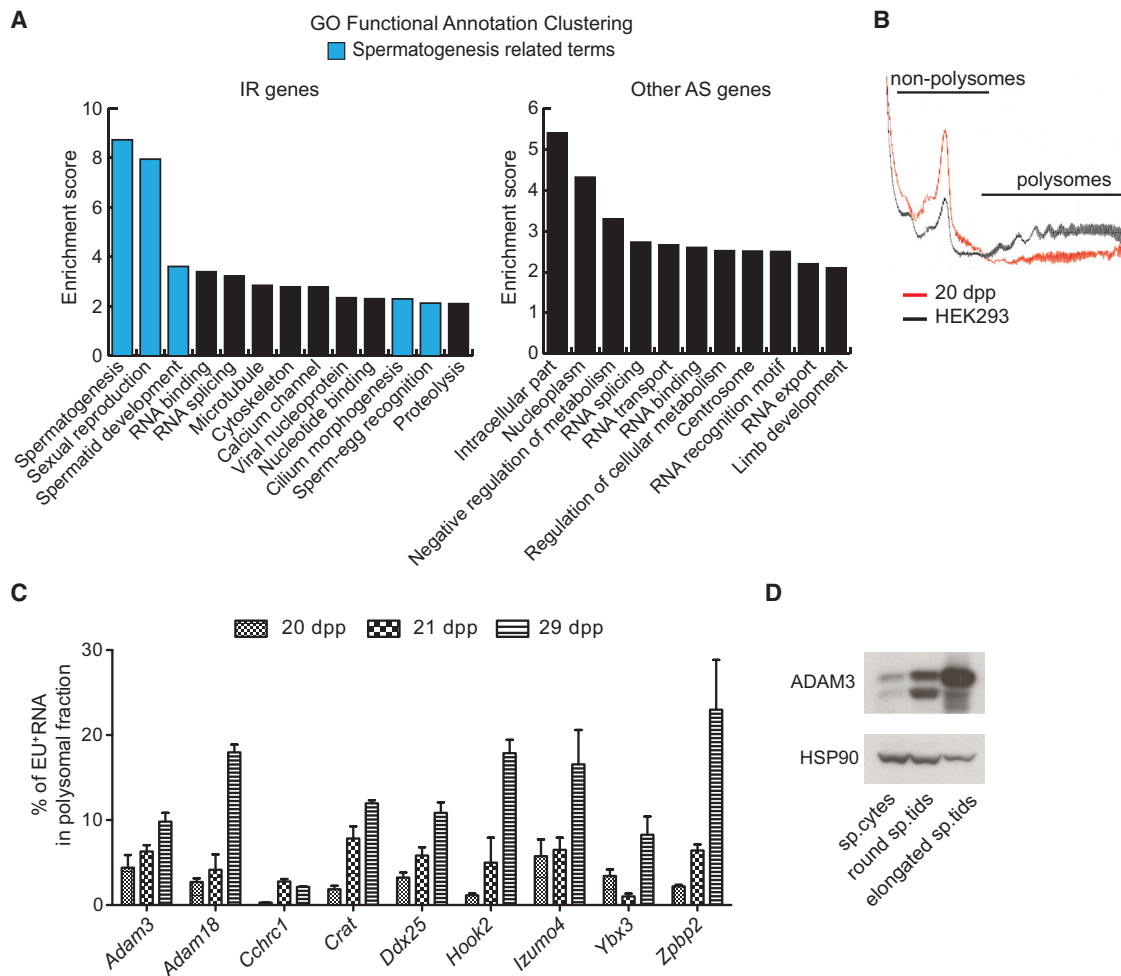 A
GO Functional Annotation Clustering
Spermatogenesis related terms
IR genes
Enrichment score
10
8
6
4
2
0
Spermatogenesis
Sexual reproduction
Spermatid development
RNA binding
RNA splicing
Microtubule
Cytoskeleton
Calcium channel
Viral nucleoprotein
Nucleotide binding
Cilium morphogenesis
Sperm-egg recognition
Proteolysis
Other AS genes
Enrichment score
6
5
4
3
2
1
0
Intracellular part
Nucleoplasm
Negative regulation of metabolism
RNA splicing
RNA transport
RNA binding
Regulation of cellular metabolism
Centrosome
RNA recognition motif
RNA export
Limb development
B
non-polysomes
polysomes
20 dpp
HEK293
C
20 dpp 21 dpp 29 dpp
% of EU⁺RNA
in polysomal fraction
30
20
10
0
Adam3
Adam18
Cchrc1
Crat
Ddx25
Hook2
Izumo4
Ybx3
Zpbp2
D
ADAM3
HSP90
sp.cytes
round sp.tids
elongated sp.tids